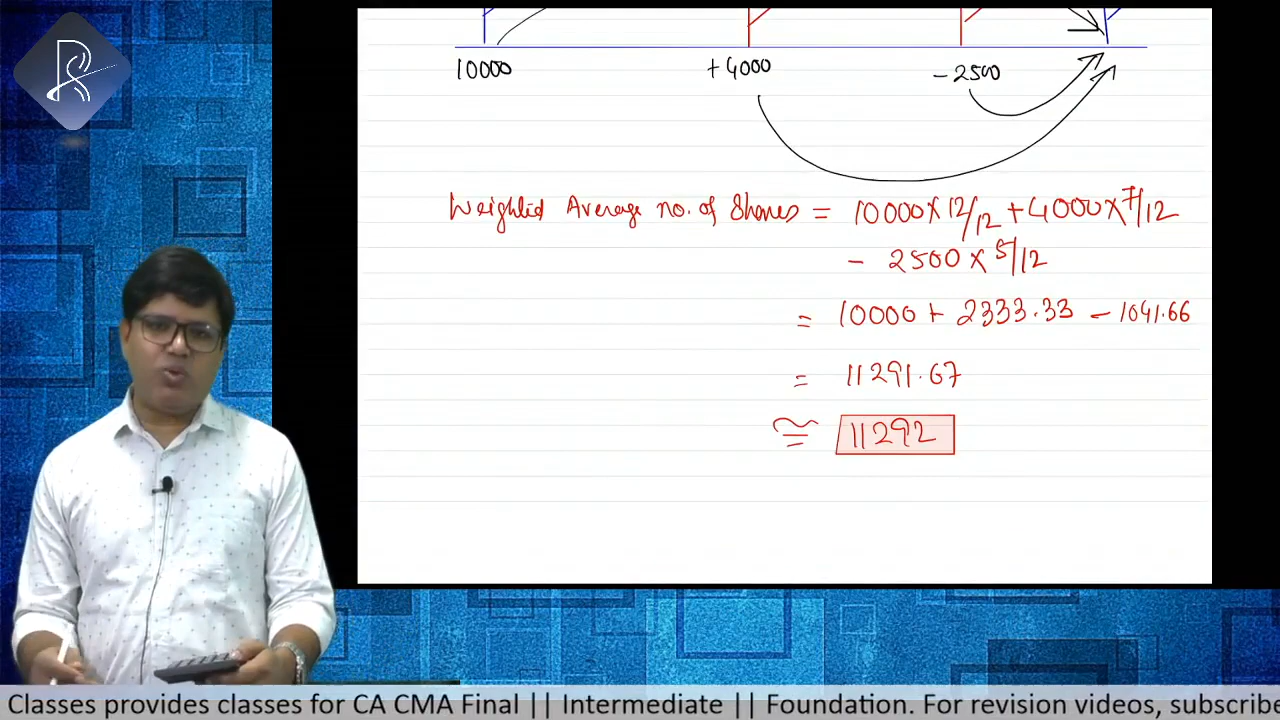 RS
10000 +4000 -2500
Weighted Average no. of Shares = 10000 x 12/12 + 4000 x 7/12
- 2500 x 5/12
= 10000 + 2333.33 - 1041.66
= 11291.67
≅ 11292
Classes provides classes for CA CMA Final || Intermediate || Foundation. For revision videos, subscribe